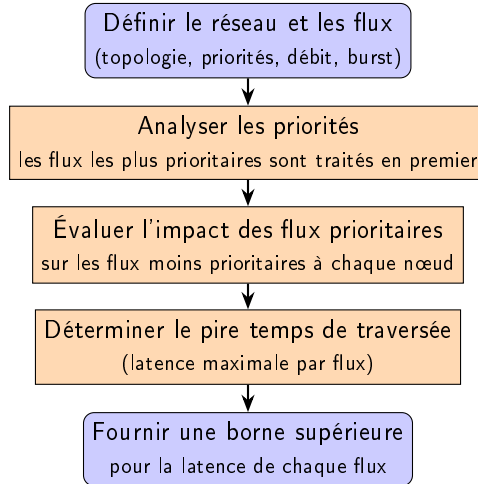 Définir le réseau et les flux
(topologie, priorités, débit, burst)
Analyser les priorités
les flux les plus prioritaires sont traités en premier
Évaluer l'impact des flux prioritaires
sur les flux moins prioritaires à chaque nœud
Déterminer le pire temps de traversée
(latence maximale par flux)
Fournir une borne supérieure
pour la latence de chaque flux